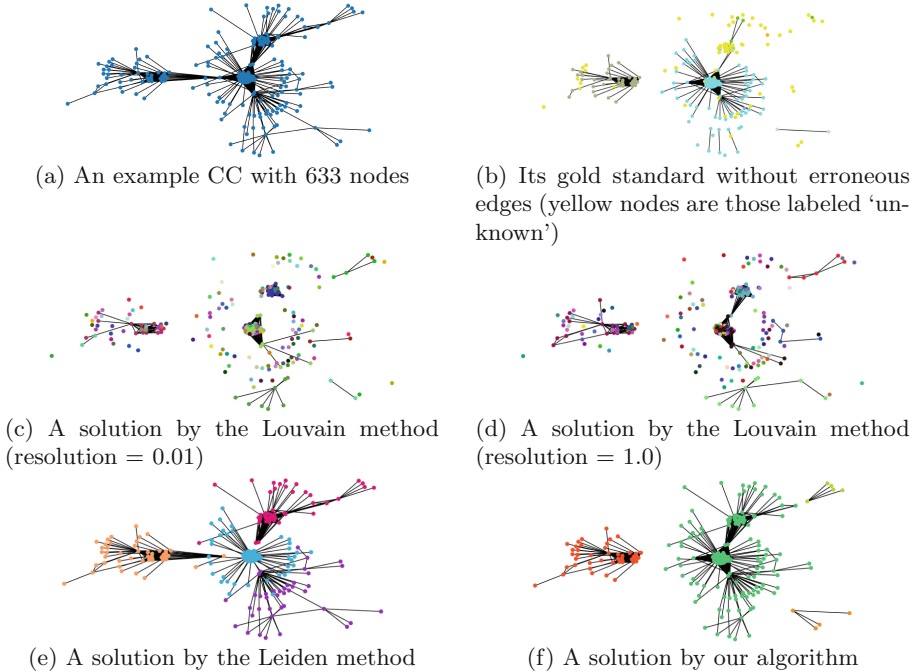 (a) An example CC with 633 nodes
(b) Its gold standard without erroneous
edges (yellow nodes are those labeled ‘un-
known’)
(c) A solution by the Louvain method
(resolution = 0.01)
(d) A solution by the Louvain method
(resolution = 1.0)
(e) A solution by the Leiden method
(f) A solution by our algorithm